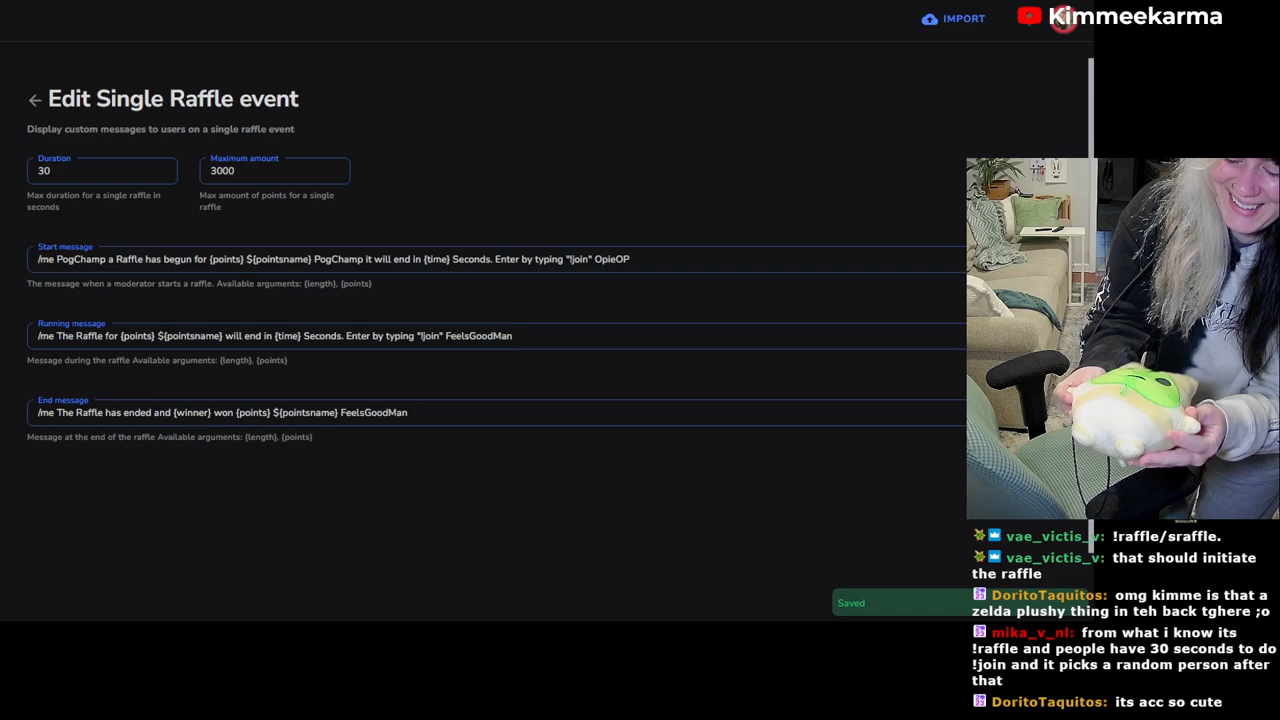 IMPORT
Kimmeekarma
Edit Single Raffle event
Display custom messages to users on a single raffle event
Duration
30
Max duration for a single raffle in
seconds
Maximum amount
3000
Max amount of points for a single
raffle
Start message
/me PogChamp a Raffle has begun for {points} ${pointsname} PogChamp it will end in {time} Seconds. Enter by typing "!join" OpieOP
The message when a moderator starts a raffle. Available arguments: {length}, {points}
Running message
/me The Raffle for {points} ${pointsname} will end in {time} Seconds. Enter by typing "!join" FeelsGoodMan
Message during the raffle Available arguments: {length}, {points}
End message
/me The Raffle has ended and {winner} won {points} ${pointsname} FeelsGoodMan
Message at the end of the raffle Available arguments: {length}, {points}
Saved
vae_victis_v: !raffle/sraffle.
vae_victis_v: that should initiate
the raffle
DoritoTaquitos: omg kimme is that a
zelda plushy thing in teh back tghere ;o
mika_v_nl: from what i know its
!raffle and people have 30 seconds to do
!join and it picks a random person after
that
DoritoTaquitos: its acc so cute